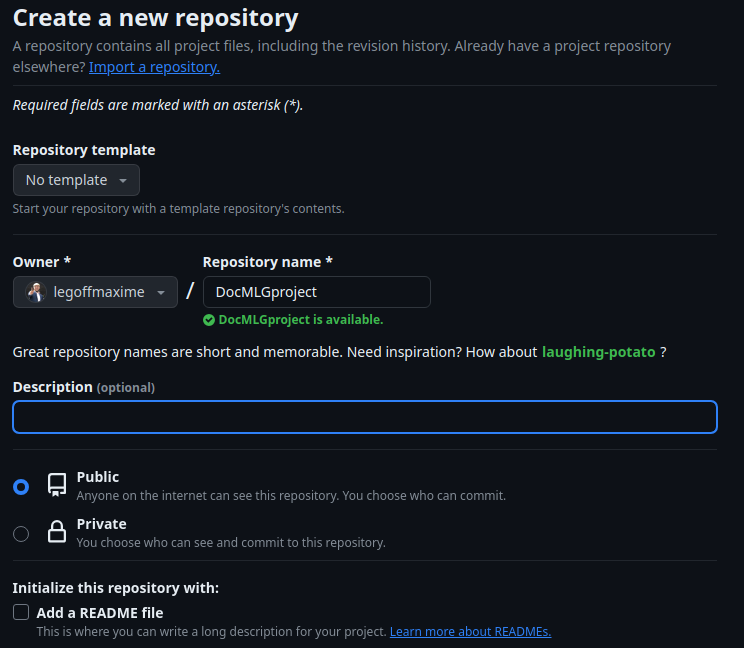 Create a new repository
A repository contains all project files, including the revision history. Already have a project repository
elsewhere? Import a repository.
Required fields are marked with an asterisk (*).
Repository template
No template
Start your repository with a template repository's contents.
Owner * Repository name *
legoffmaxime / DocMLGproject
DocMLGproject is available.
Great repository names are short and memorable. Need inspiration? How about laughing-potato ?
Description (optional)
Public
Anyone on the internet can see this repository. You choose who can commit.
Private
You choose who can see and commit to this repository.
Initialize this repository with:
Add a README file
This is where you can write a long description for your project. Learn more about READMEs.